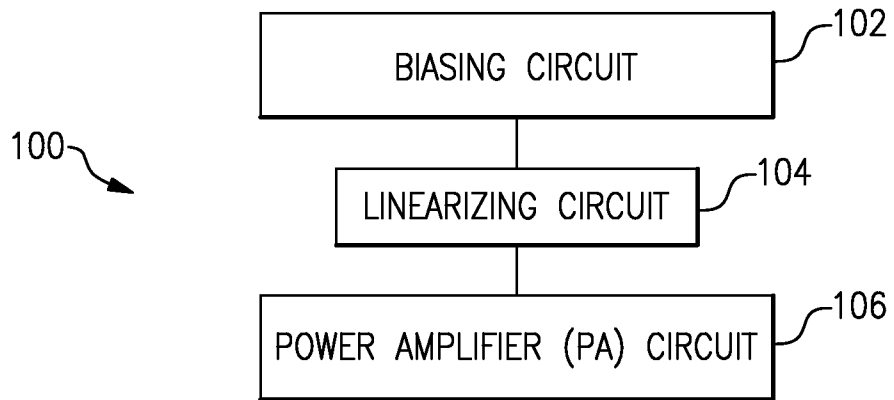 102
BIASING CIRCUIT
100
104
LINEARIZING CIRCUIT
106
POWER AMPLIFIER (PA) CIRCUIT